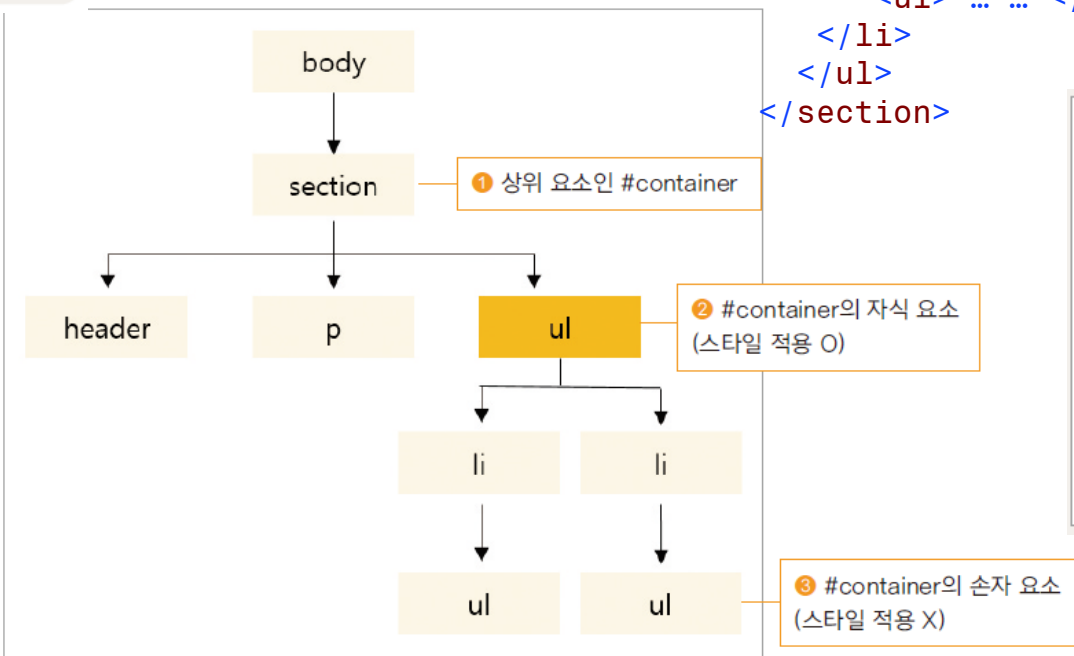 <ul> … … </
</li>
</ul>
</section>
body
section
❶ 상위 요소인 #container
header
p
ul
❷ #container의 자식 요소
(스타일 적용 O)
li
li
ul
ul
❸ #container의 손자 요소
(스타일 적용 X)